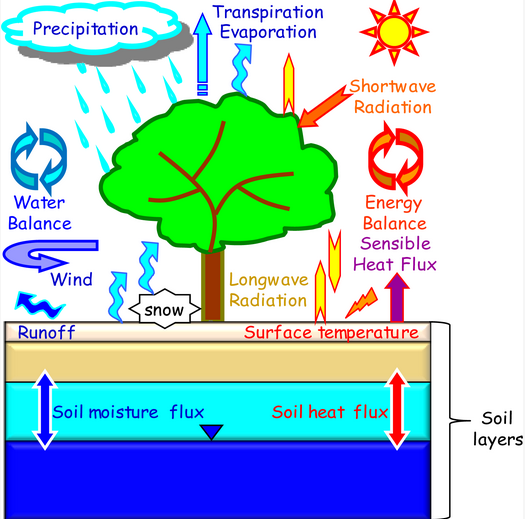 Precipitation
Transpiration
Evaporation
Shortwave
Radiation
Water
Balance
Energy
Balance
Sensible
Heat Flux
Wind
Longwave
Radiation
snow
Runoff
Surface temperature
Soil moisture flux
Soil heat flux
Soil
layers